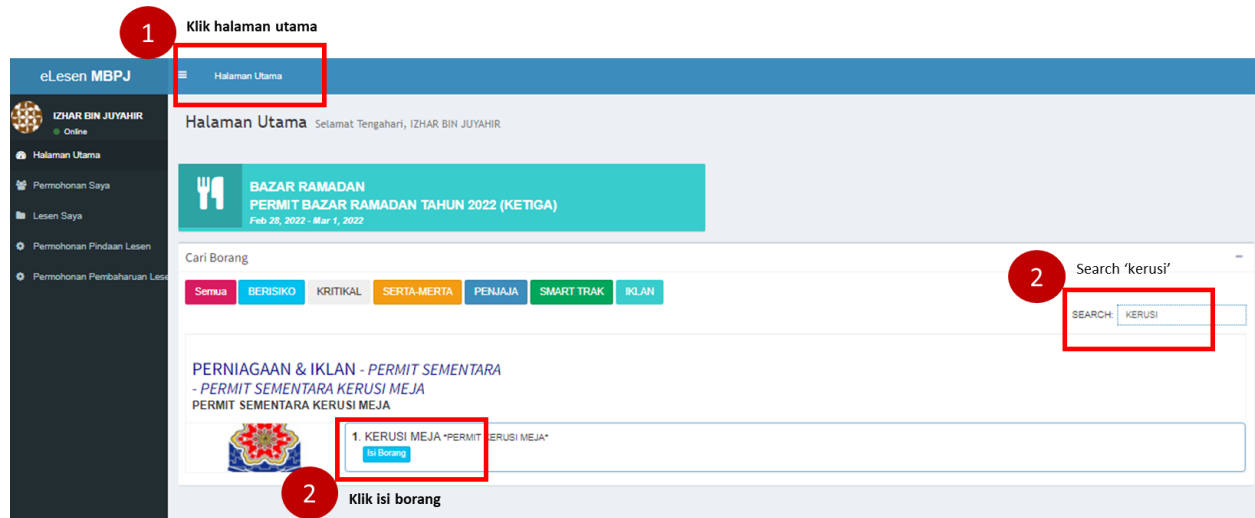 1
Klik halaman utama
eLesen MBPJ
Halaman Utama
IZHAR BIN JUYAHIR
Online
Halaman Utama
Permohonan Saya
Lesen Saya
Permohonan Pindaan Lesen
Permohonan Pembaharuan Lese
Halaman Utama Selamat Tengahari, IZHAR BIN JUYAHIR
BAZAR RAMADAN
PERMIT BAZAR RAMADAN TAHUN 2022 (KETIGA)
Feb 28, 2022 - Mar 1, 2022
Cari Borang
2
Search ‘kerusi’
Semua BERISIKO KRITIKAL SERTA-MERTA PENJAJA SMART TRAK IKLAN
SEARCH: KERUSI
PERNIAGAAN & IKLAN - PERMIT SEMENTARA
- PERMIT SEMENTARA KERUSI MEJA
PERMIT SEMENTARA KERUSI MEJA
1. KERUSI MEJA *PERMIT KERUSI MEJA*
Isi Borang
2
Klik isi borang